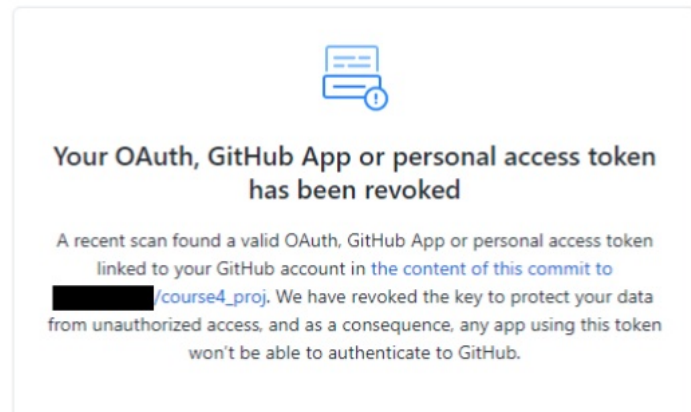 Your OAuth, GitHub App or personal access token
has been revoked
A recent scan found a valid OAuth, GitHub App or personal access token
linked to your GitHub account in the content of this commit to
/course4_proj. We have revoked the key to protect your data
from unauthorized access, and as a consequence, any app using this token
won't be able to authenticate to GitHub.